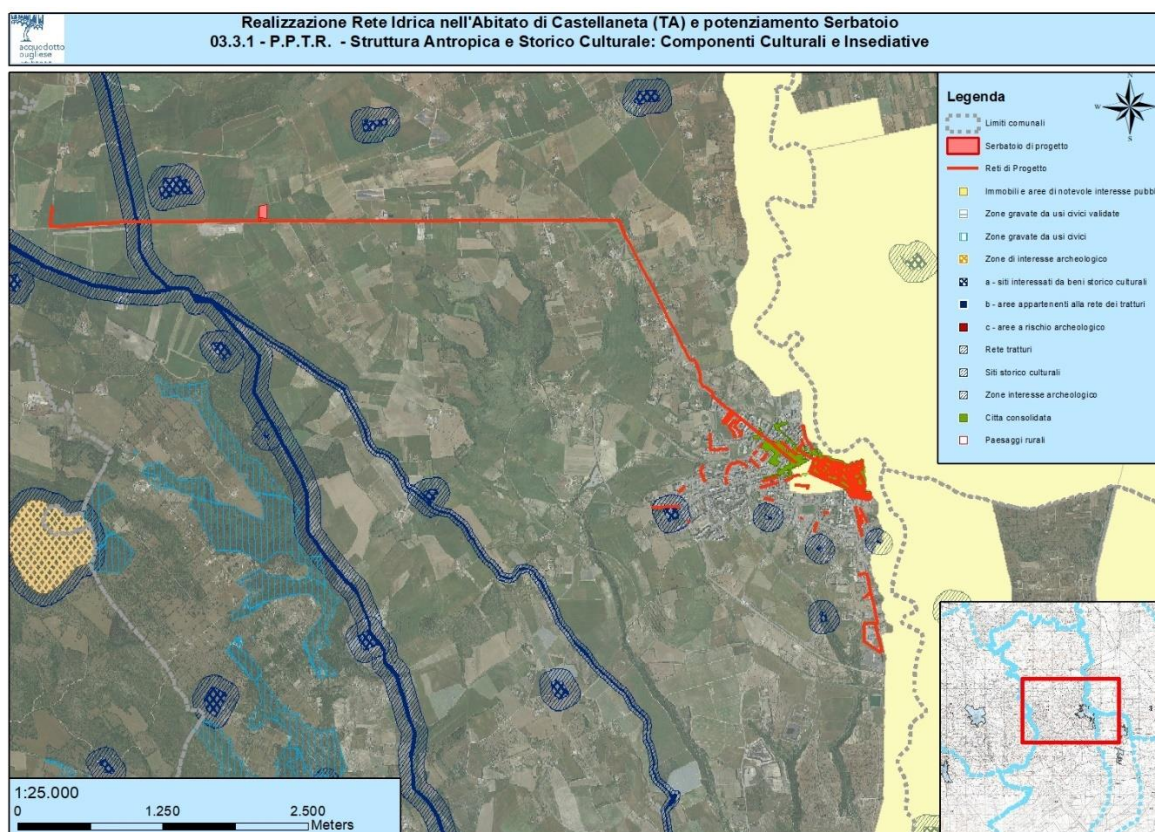 Realizzazione Rete Idrica nell'Abitato di Castellaneta (TA) e potenziamento Serbatoio
03.3.1 - P.P.T.R. - Struttura Antropica e Storico Culturale: Componenti Culturali e Insediative
acquedotto
pugliese
Legenda
N
W
S
Limiti comunali
Serbatoio di progetto
Reti di Progetto
Immobili e aree di notevole interesse pubbl
Zone gravate da usi civici validate
Zone gravate da usi civici
Zone di interesse archeologico
a - siti interessati da beni storico culturali
b - aree appartenenti alla rete dei tratturi
c - aree a rischio archeologico
Rete tratturi
Siti storico culturali
Zone interesse archeologico
Citta consolidata
Paesaggi rurali
1:25.000
0 1.250 2.500
Meters